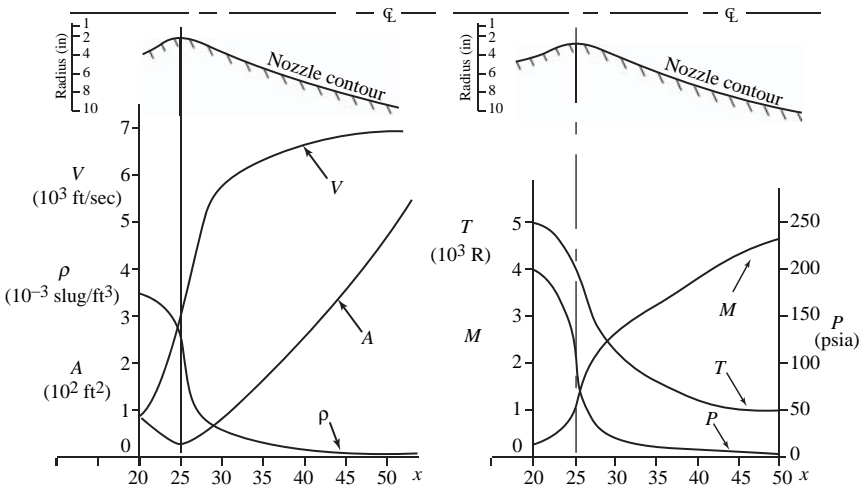 ℄
Radius (in)
1
2
4
6
8
10
Nozzle contour
7
6
5
4
3
2
1
0
V
(10³ ft/sec)
ρ
(10⁻³ slug/ft³)
A
(10² ft²)
V
A
ρ
20 25 30 35 40 45 50 x
℄
Radius (in)
1
2
4
6
8
10
Nozzle contour
T
(10³ R)
M
5
4
3
2
1
0
250
200
150
100
50
0
P
(psia)
M
T
P
20 25 30 35 40 45 50 x